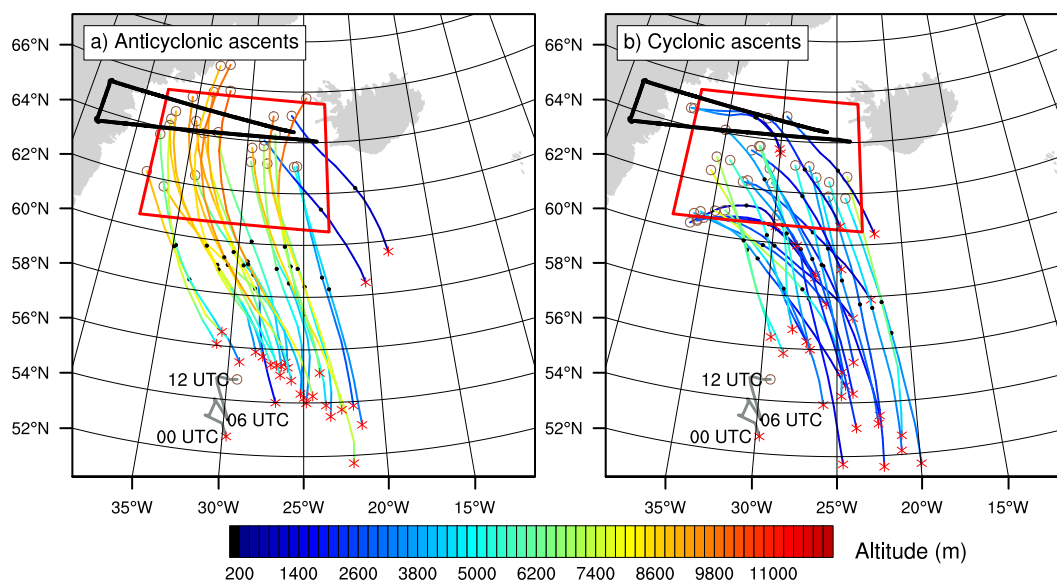 a) Anticyclonic ascents
b) Cyclonic ascents
66°N
64°N
62°N
60°N
58°N
56°N
54°N
52°N
66°N
64°N
62°N
60°N
58°N
56°N
54°N
52°N
12 UTC
06 UTC
00 UTC
12 UTC
06 UTC
00 UTC
35°W 30°W 25°W 20°W 15°W
35°W 30°W 25°W 20°W 15°W
200 1400 2600 3800 5000 6200 7400 8600 9800 11000
Altitude (m)